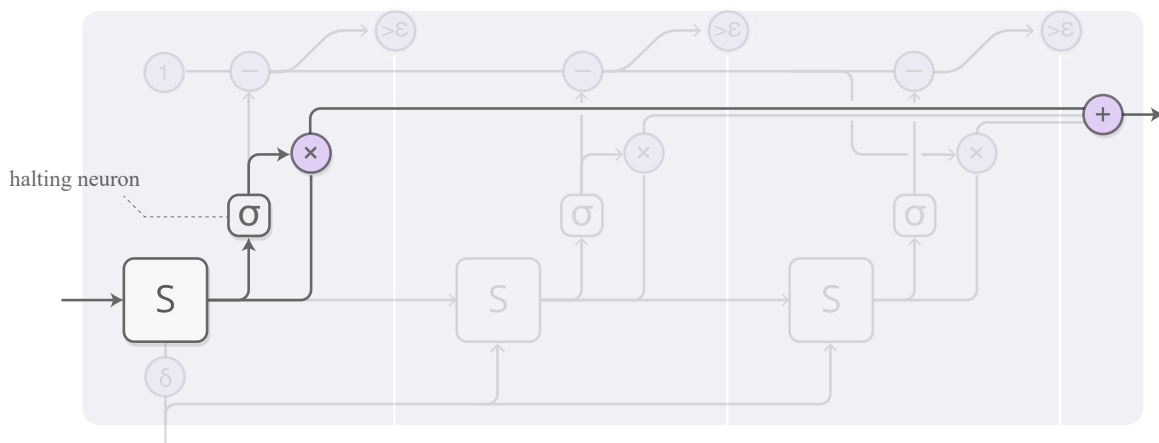 >ε >ε >ε
1 − − −
+
× × ×
halting neuron
σ σ σ
S S S
δ